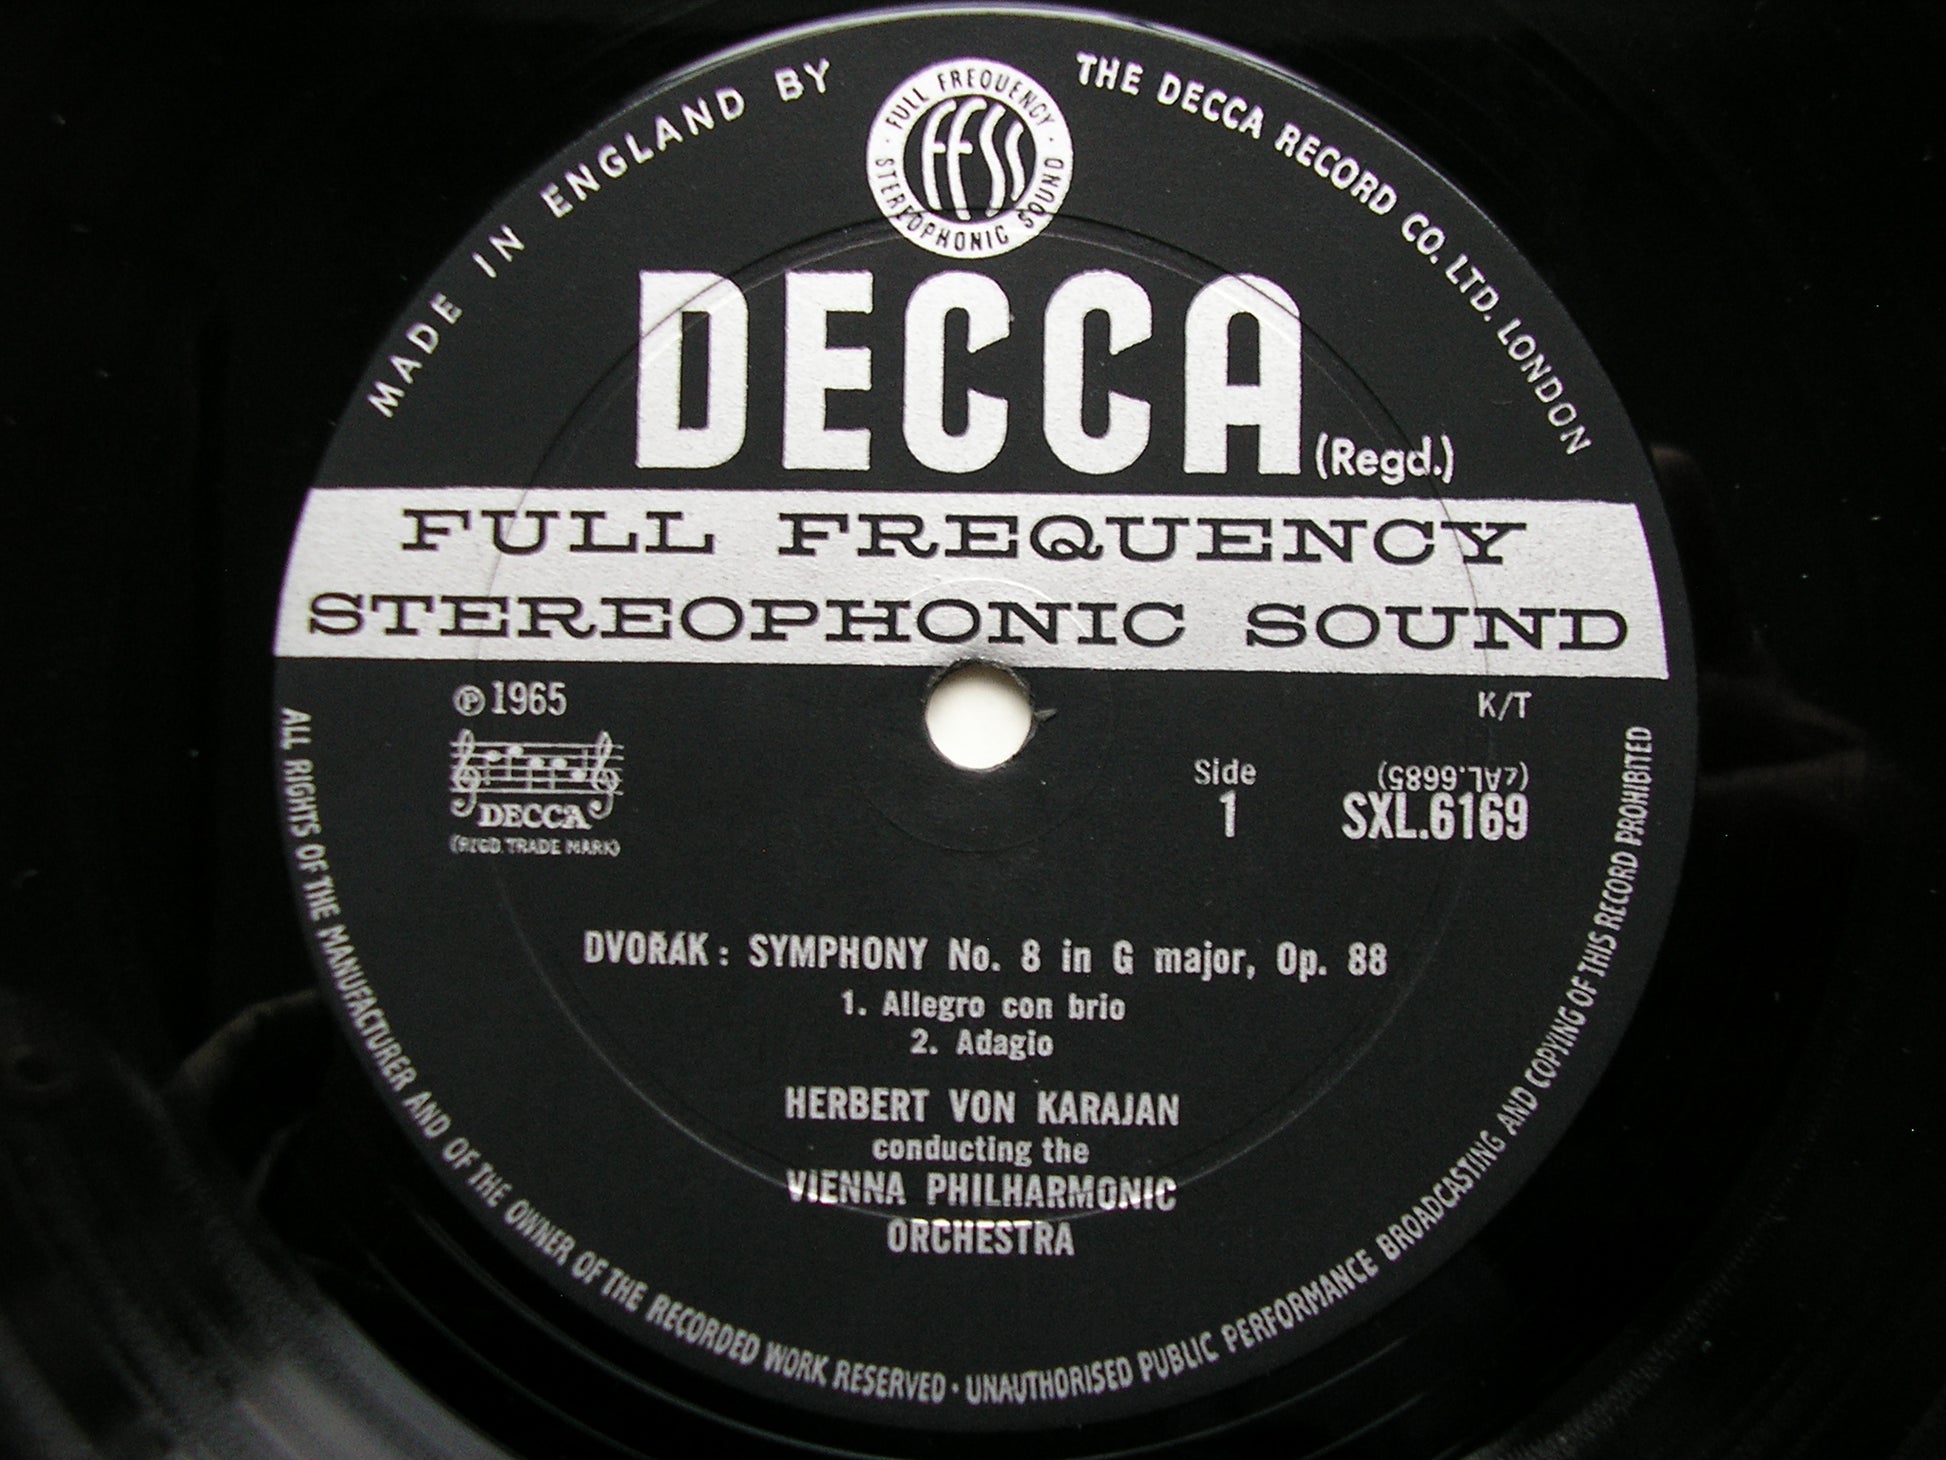 MADE IN ENGLAND BY
THE DECCA RECORD CO. LTD. LONDON
· FULL FREQUENCY ·
STEREOPHONIC SOUND
FFSS
DECCA (Regd.)
FULL FREQUENCY
STEREOPHONIC SOUND
℗1965
K/T
DECCA
(REGD. TRADE MARK)
Side
1
(zAL.6685)
SXL.6169
DVOŘÁK: SYMPHONY No. 8 in G major, Op. 88
1. Allegro con brio
2. Adagio
HERBERT VON KARAJAN
conducting the
VIENNA PHILHARMONIC
ORCHESTRA
ALL RIGHTS OF THE MANUFACTURER AND OF THE OWNER OF THE RECORDED WORK RESERVED · UNAUTHORISED PUBLIC PERFORMANCE BROADCASTING AND COPYING OF THIS RECORD PROHIBITED